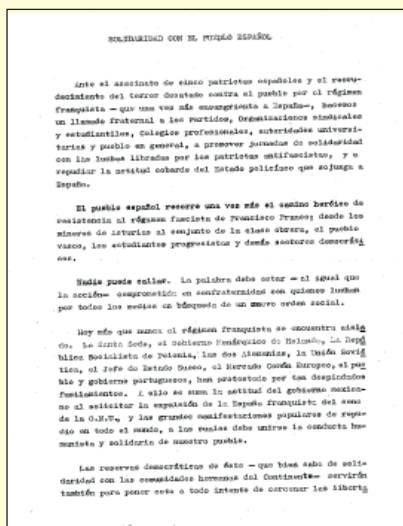 SOLIDARIDAD CON EL PUEBLO ESPAÑOL
Ante el asesinato de cinco patriotas españoles y el recru-
decimiento del terror desatado contra el pueblo por el régimen
franquista — que una vez más ensangrienta a España—, hacemos
un llamado fraternal a los Partidos, Organizaciones sindicales
y estudiantiles, Colegios profesionales, autoridades universi-
tarias y pueblo en general, a promover jornadas de solidaridad
con las luchas libradas por los patriotas antifascistas, y a
repudiar la actitud cobarde del Estado policíaco que sojuzga a
España.
El pueblo español recorre una vez más el camino heróico de
resistencia al régimen fascista de Francisco Franco; desde los
mineros de Asturias al conjunto de la clase obrera, el pueblo
vasco, los estudiantes progresistas y demás sectores democráti
cos.
Nadie puede callar. La palabra debe estar — al igual que
la acción— comprometida en confraternidad con quienes luchan
por todos los medios en búsqueda de un nuevo orden social.
Hoy más que nunca el régimen franquista se encuentra aisla
do. La Santa Sede, el Gobierno Monárquico de Holanda, La Repú
blica Socialista de Polonia, las dos Alemanias, la Unión Sovié
tica, el Jefe de Estado Sueco, el Mercado Común Europeo, el pue
blo y gobierno portugueses, han protestado por tan despiadados
fusilamientos. A ello se suma la actitud del gobierno mexica-
no al solicitar la expulsión de la España franquista del seno
de la O.N.U., y las grandes manifestaciones populares de repu-
dio en todo el mundo, a las cuales debe unirse la conducta hu-
manista y solidaria de nuestro pueblo.
Las reservas democráticas de ésto — que bien sabe de soli-
daridad con las comunidades hermanas del Continente— servirán
también para poner coto a todo intento de cercenar las liberta